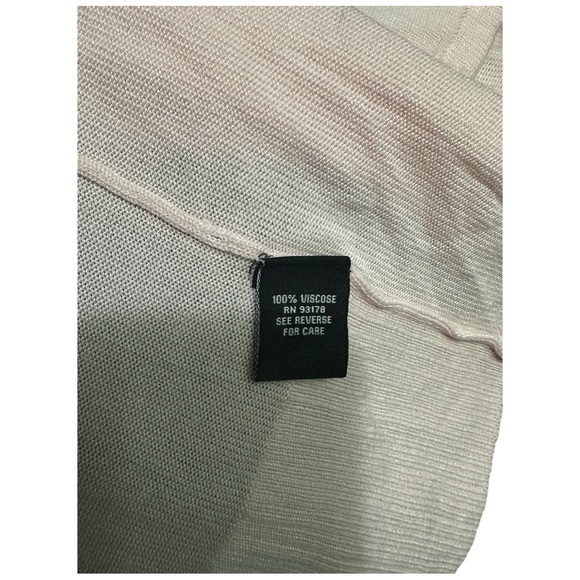 100% VISCOSE
RN 93178
SEE REVERSE
FOR CARE